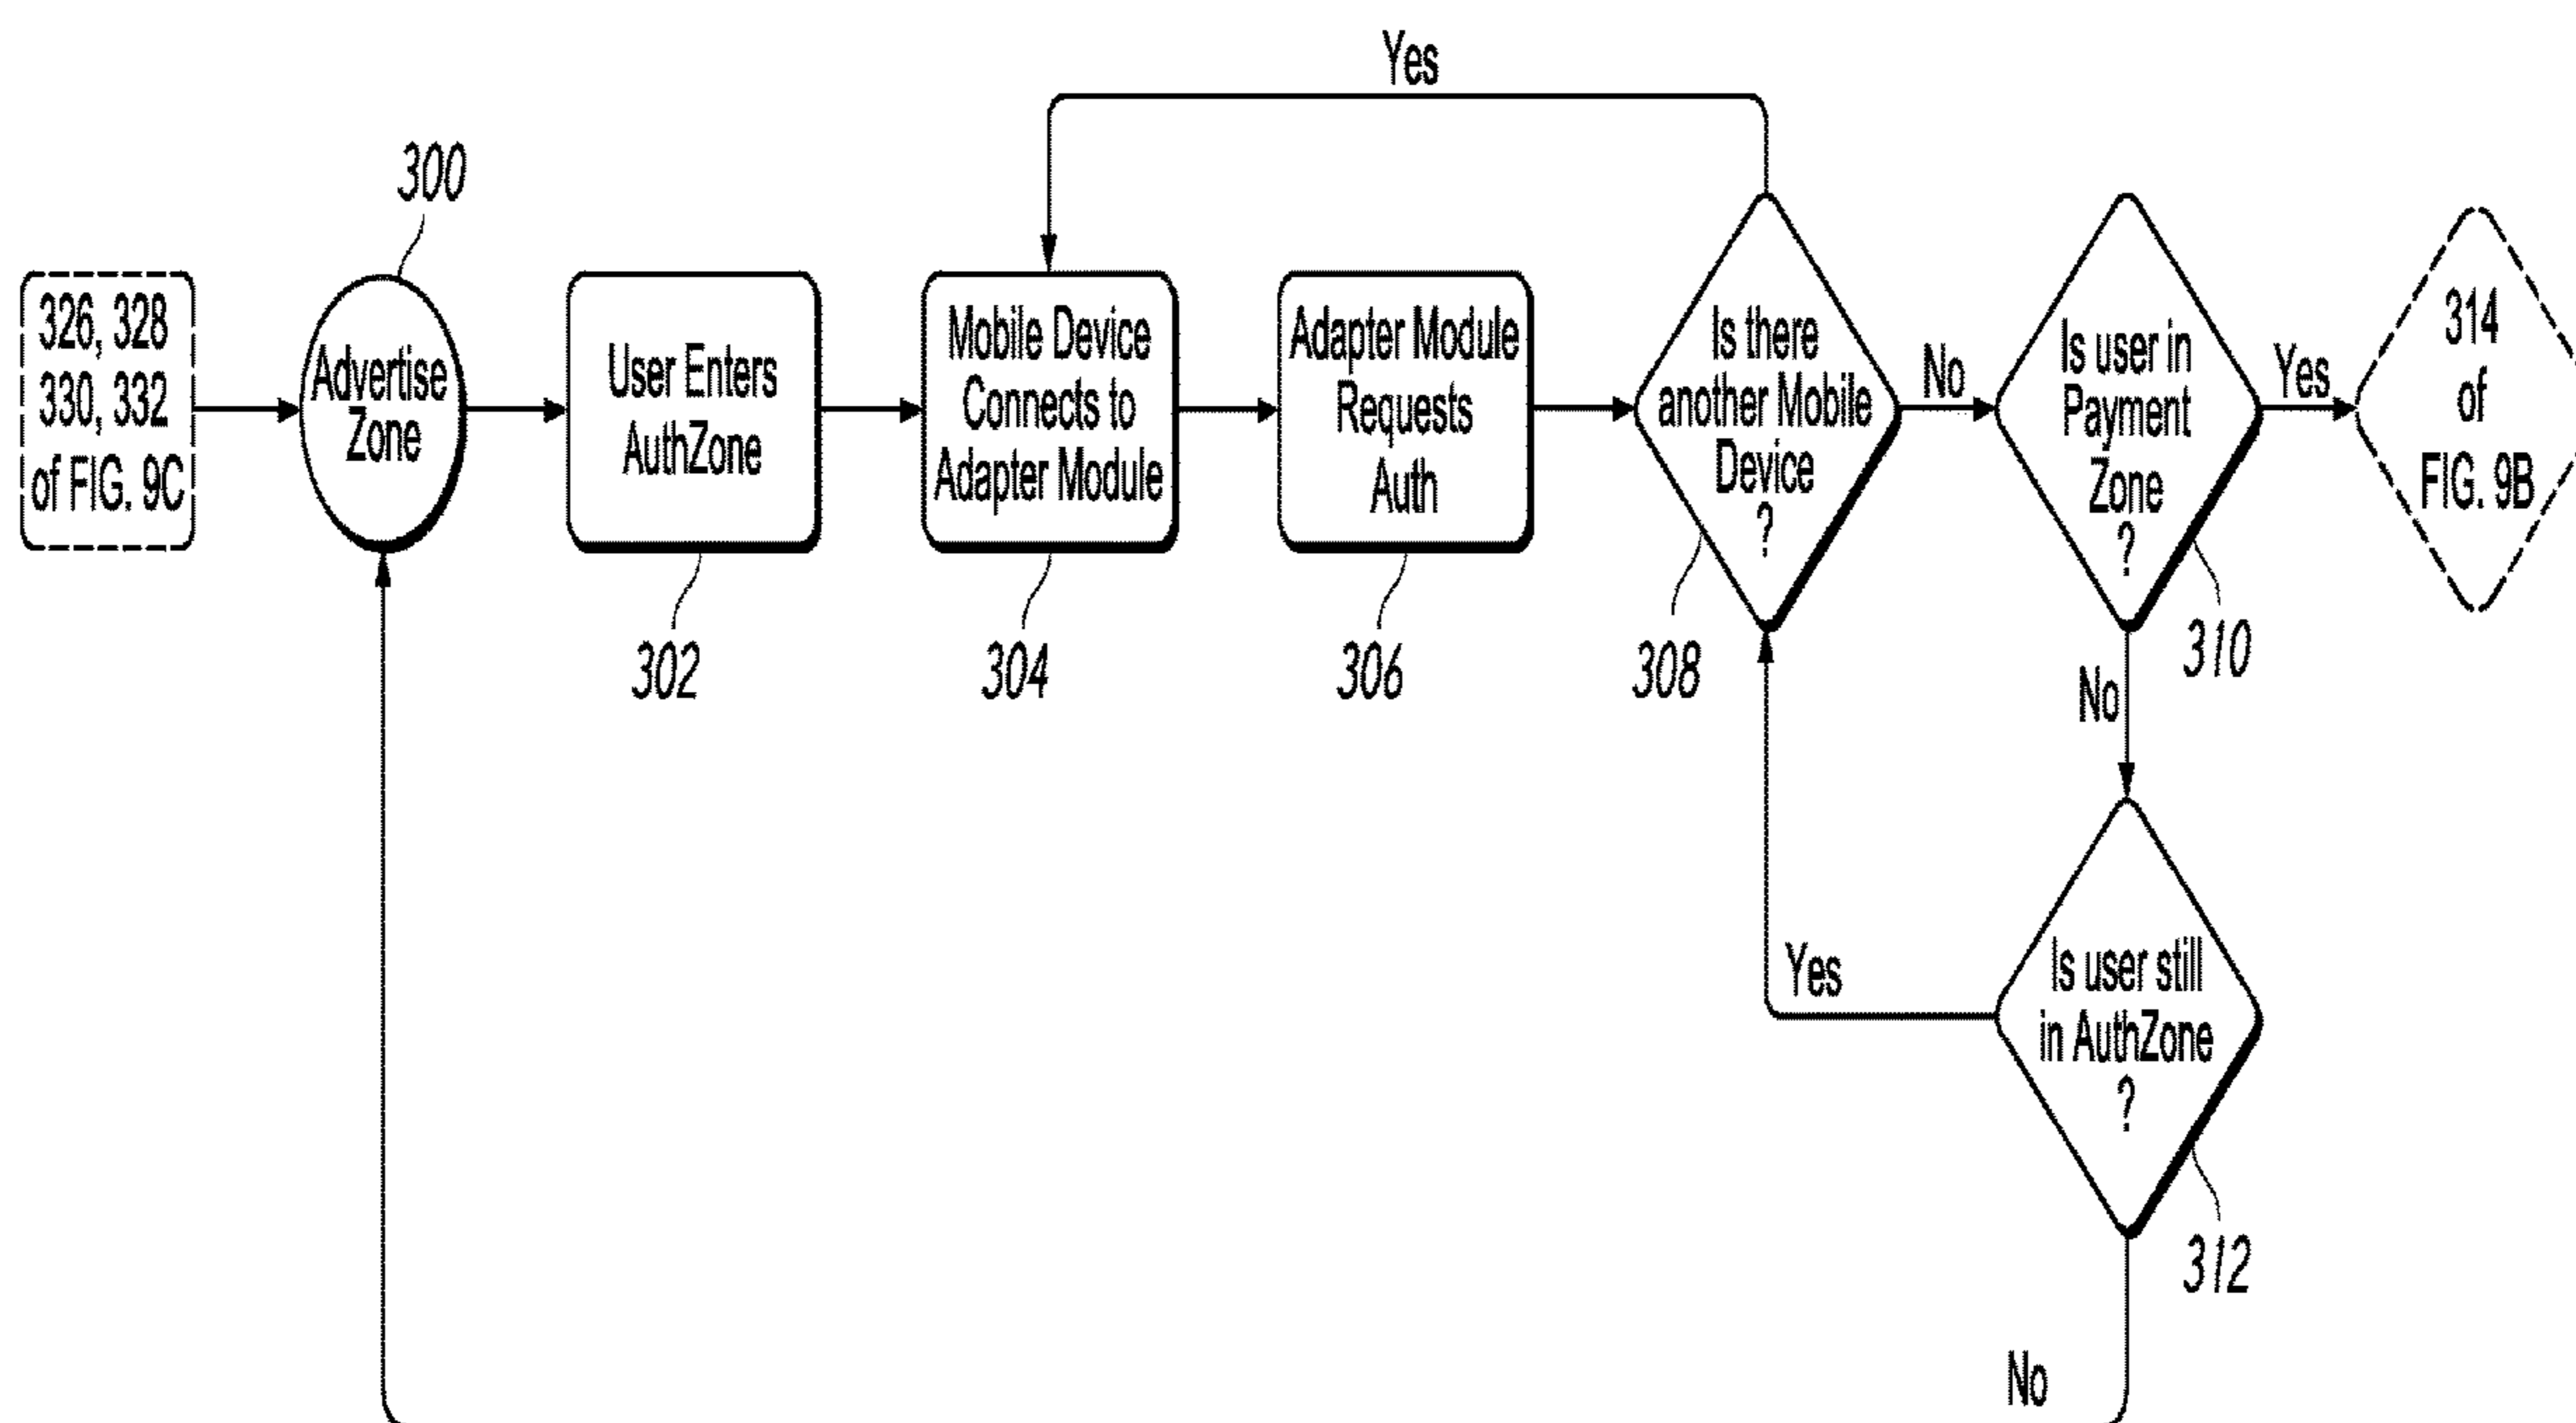 Yes
300
326, 328
330, 332
of FIG. 9C
Advertise
Zone
User Enters
AuthZone
302
Mobile Device
Connects to
Adapter Module
304
Adapter Module
Requests
Auth
306
Is there
another Mobile
Device
?
308
No
Is user in
Payment
Zone
?
310
Yes
314
of
FIG. 9B
No
Is user still
in AuthZone
?
312
Yes
No